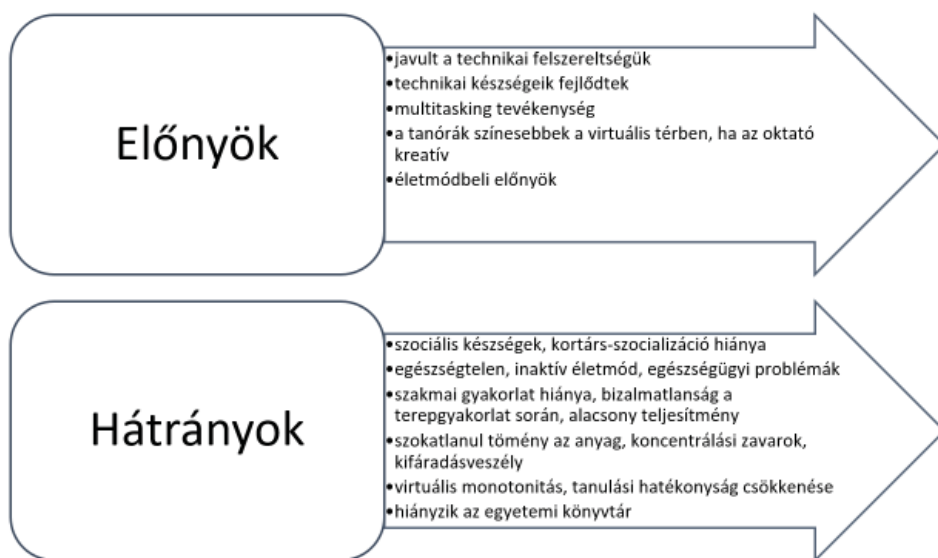 Előnyök
•javult a technikai felszereltségük
•technikai készségeik fejlődtek
•multitasking tevékenység
•a tanórák színesebbek a virtuális térben, ha az oktató
kreatív
•életmódbeli előnyök
Hátrányok
•szociális készségek, kortárs-szocializáció hiánya
•egészségtelen, inaktív életmód, egészségügyi problémák
•szakmai gyakorlat hiánya, bizalmatlanság a
terepgyakorlat során, alacsony teljesítmény
•szokatlanul tömény az anyag, koncentrálási zavarok,
kifáradásveszély
•virtuális monotonitás, tanulási hatékonyság csökkenése
•hiányzik az egyetemi könyvtár